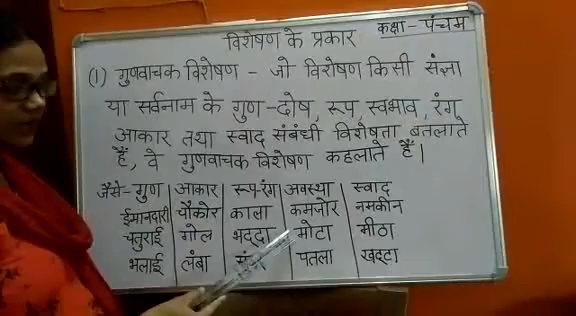 विशेषण के प्रकार कक्षा - पंचम
(1) गुणवाचक विशेषण - जो विशेषण किसी संज्ञा
या सर्वनाम के गुण-दोष, रूप, स्वभाव, रंग
आकार तथा स्वाद संबंधी विशेषता बतलाते
हैं, वे गुणवाचक विशेषण कहलाते हैं।
जैसे- गुण आकार रूप-रंग अवस्था स्वाद
ईमानदारी चौकोर काला कमजोर नमकीन
चतुराई गोल भद्दा मोटा मीठा
भलाई लंबा पतला खट्टा